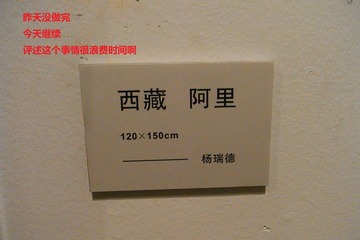 昨天没做完
今天继续
评述这个事情很浪费时间啊
西藏 阿里
120×150cm
——— 杨瑞德